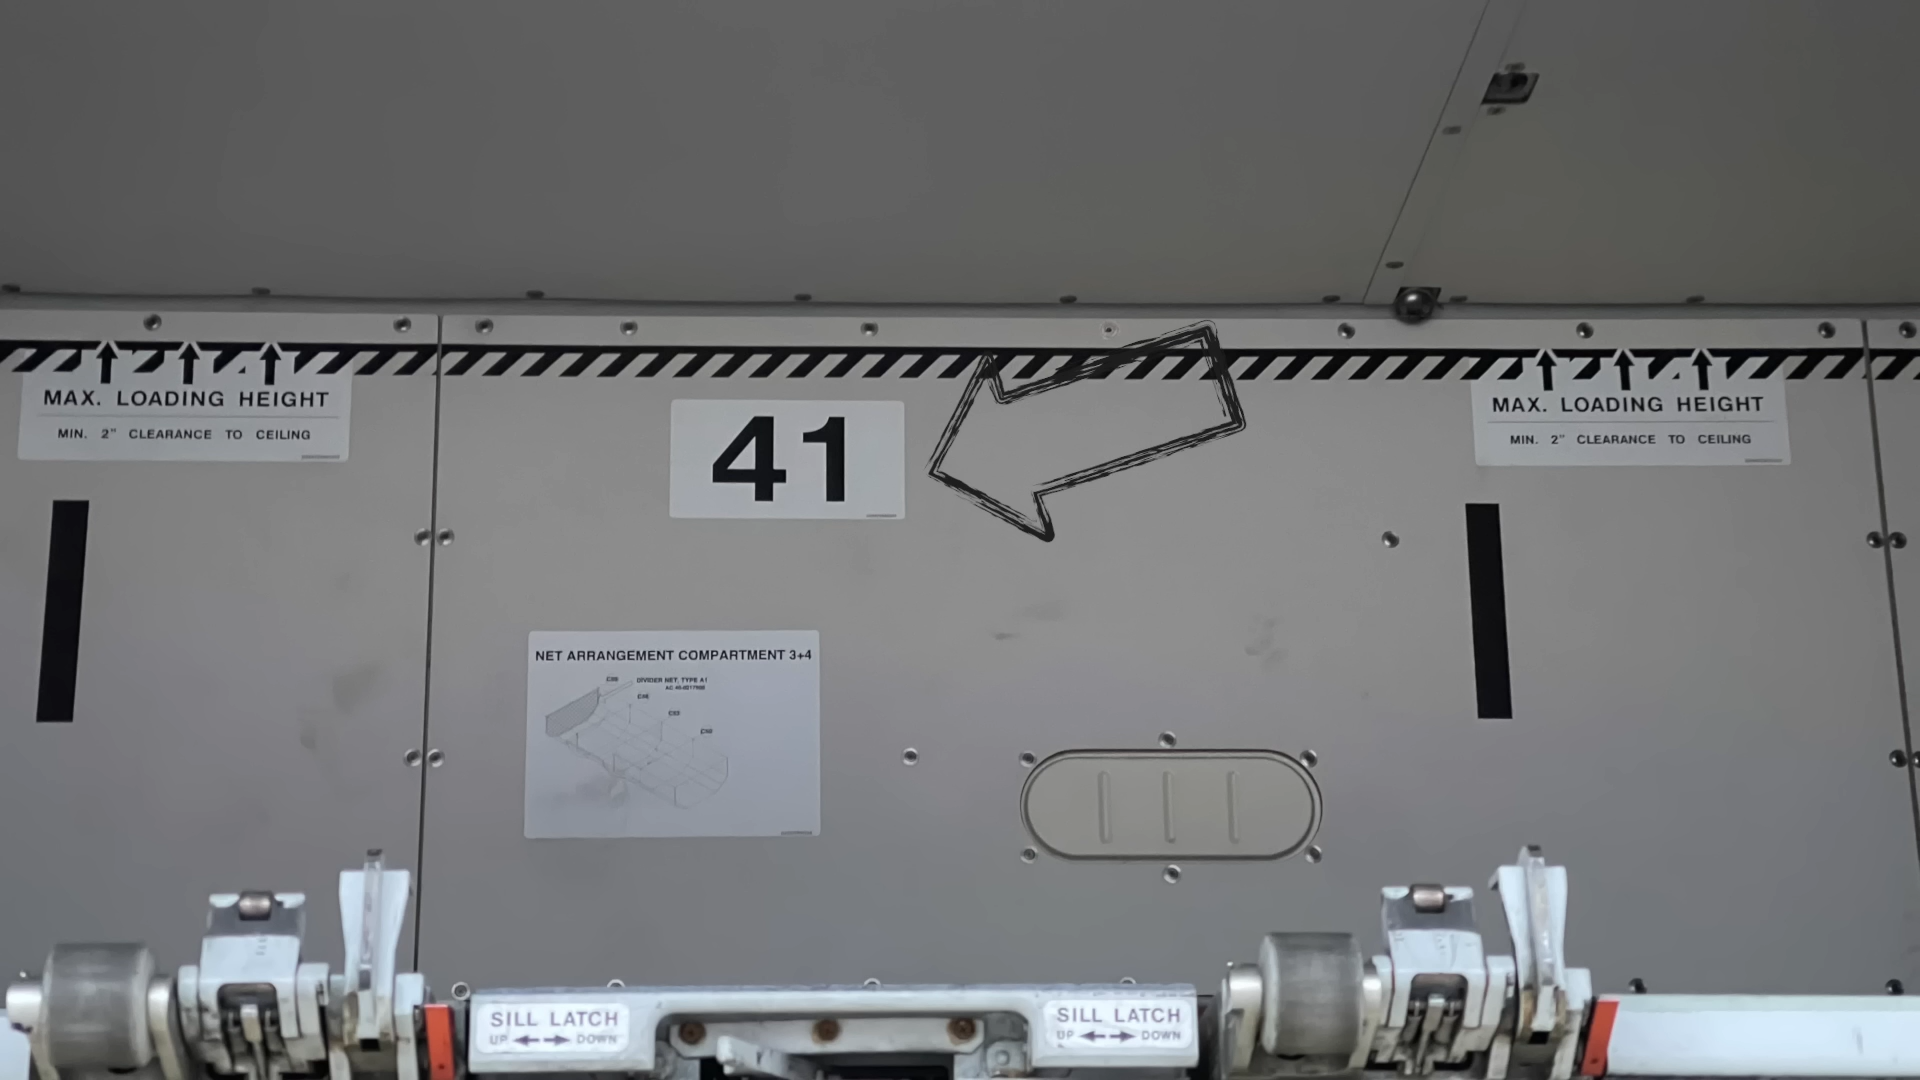 MAX. LOADING HEIGHT
MIN. 2" CLEARANCE TO CEILING
41
MAX. LOADING HEIGHT
MIN. 2" CLEARANCE TO CEILING
NET ARRANGEMENT COMPARTMENT 3+4
DIVIDER NET, TYPE A1
SILL LATCH
UP DOWN
SILL LATCH
UP DOWN